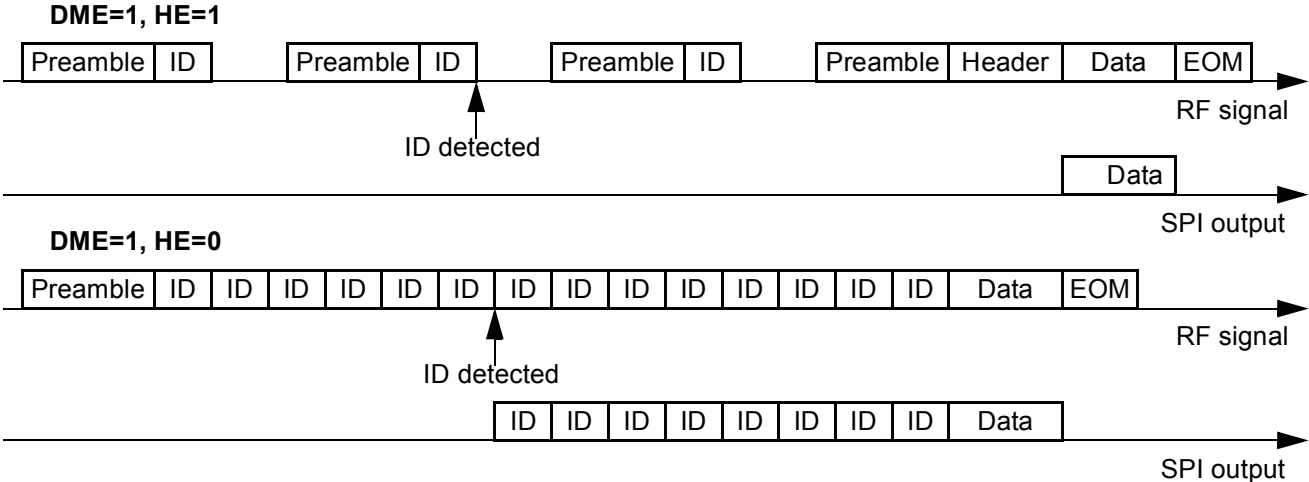 DME=1, HE=1
Preamble ID Preamble ID Preamble ID Preamble Header Data EOM
RF signal
ID detected
Data
SPI output
DME=1, HE=0
Preamble ID ID ID ID ID ID ID ID ID ID ID ID ID ID Data EOM
RF signal
ID detected
ID ID ID ID ID ID ID ID Data
SPI output